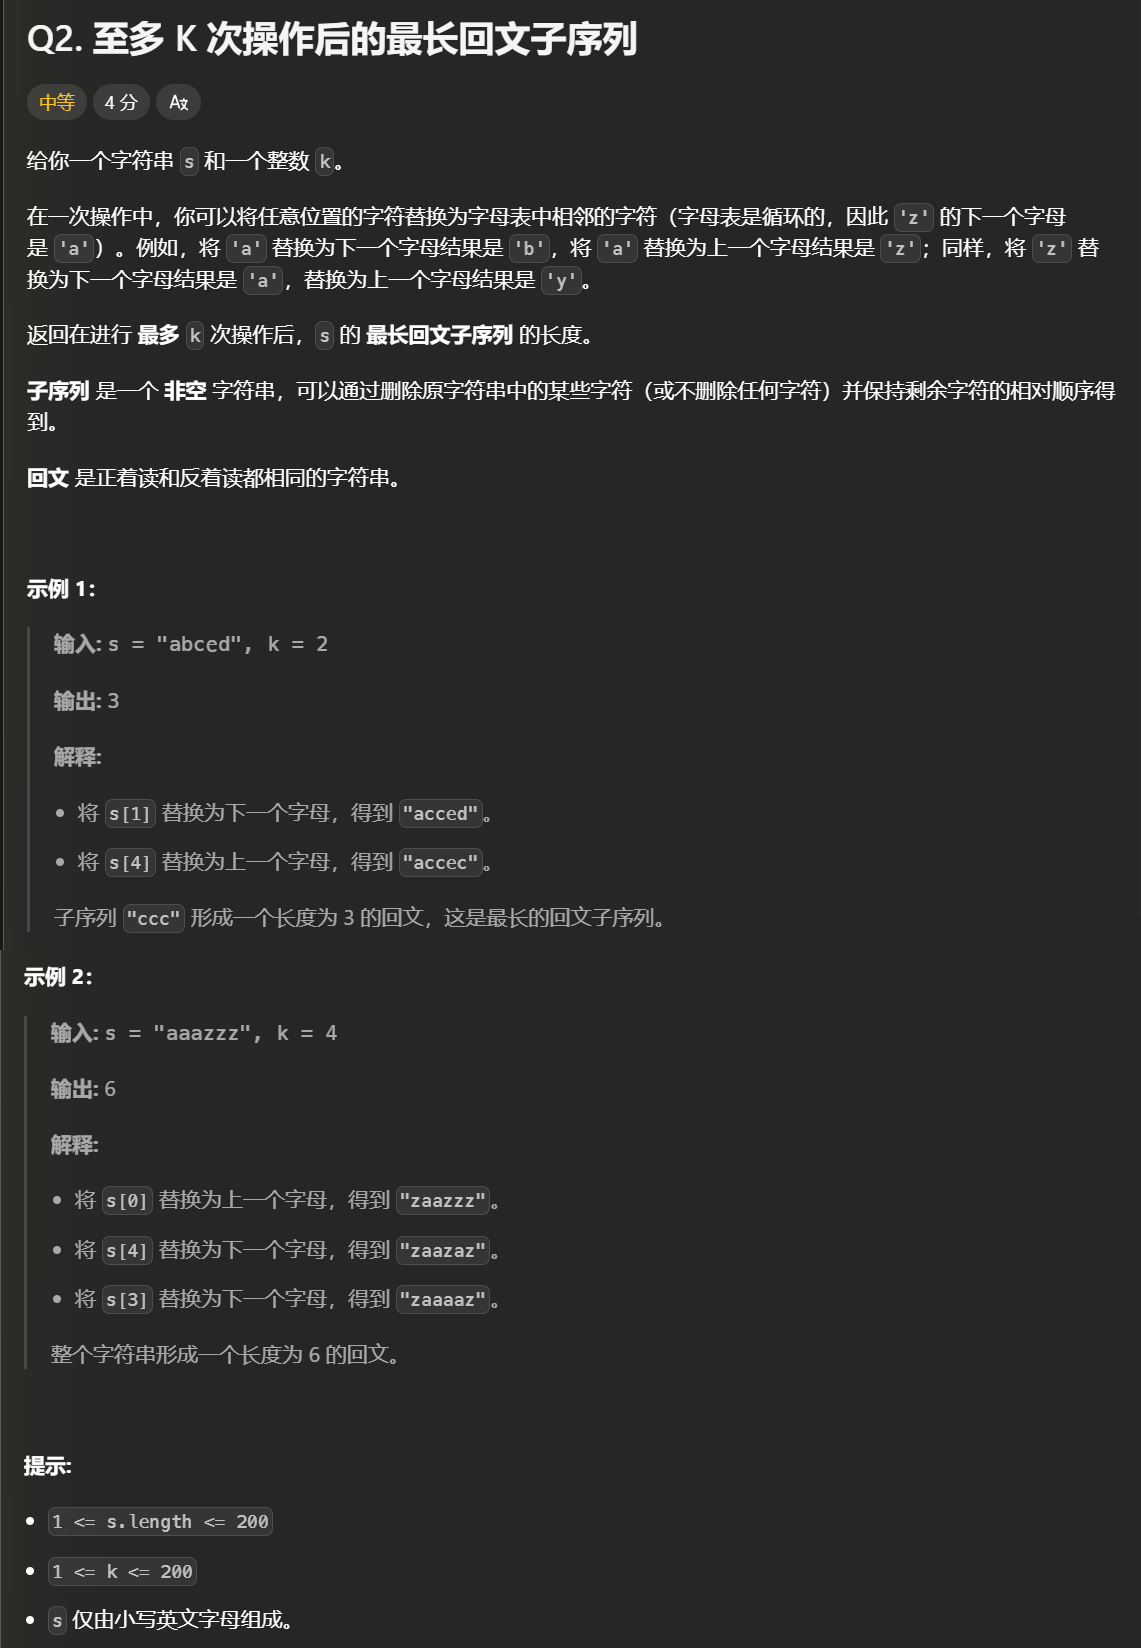 Q2. 至多 K 次操作后的最长回文子序列
中等 4 分 A文
给你一个字符串 s 和一个整数 k。
在一次操作中，你可以将任意位置的字符替换为字母表中相邻的字符（字母表是循环的，因此 'z' 的下一个字母
是 'a'）。例如，将 'a' 替换为下一个字母结果是 'b'，将 'a' 替换为上一个字母结果是 'z'；同样，将 'z' 替
换为下一个字母结果是 'a'，替换为上一个字母结果是 'y'。
返回在进行 最多 k 次操作后，s 的 最长回文子序列 的长度。
子序列 是一个 非空 字符串，可以通过删除原字符串中的某些字符（或不删除任何字符）并保持剩余字符的相对顺序得
到。
回文 是正着读和反着读都相同的字符串。
示例 1：
输入: s = "abced", k = 2
输出: 3
解释:
• 将 s[1] 替换为下一个字母，得到 "acced"。
• 将 s[4] 替换为上一个字母，得到 "accec"。
子序列 "ccc" 形成一个长度为 3 的回文，这是最长的回文子序列。
示例 2：
输入: s = "aaazzz", k = 4
输出: 6
解释:
• 将 s[0] 替换为上一个字母，得到 "zaazzz"。
• 将 s[4] 替换为下一个字母，得到 "zaazaz"。
• 将 s[3] 替换为下一个字母，得到 "zaaaaz"。
整个字符串形成一个长度为 6 的回文。
提示:
• 1 <= s.length <= 200
• 1 <= k <= 200
• s 仅由小写英文字母组成。